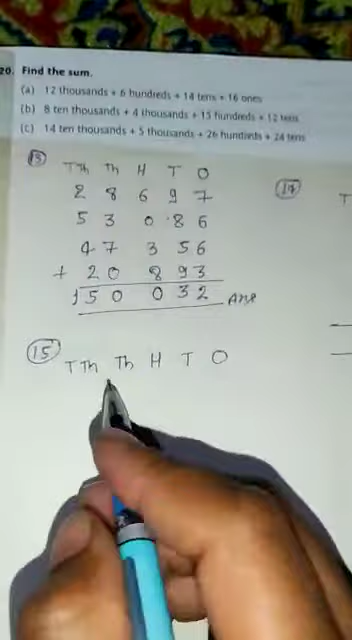 20. Find the sum.
(a) 12 thousands + 6 hundreds + 14 tens + 16 ones
(b) 8 ten thousands + 4 thousands + 15 hundreds + 12 tens
(c) 14 ten thousands + 5 thousands + 26 hundreds + 24 tens
13
TTh Th H T O
2 8 6 9 7
5 3 0 8 6
4 7 3 5 6
+ 2 0 8 9 3
1 5 0 0 3 2 Ans
17
T
15
T Th Th H T O